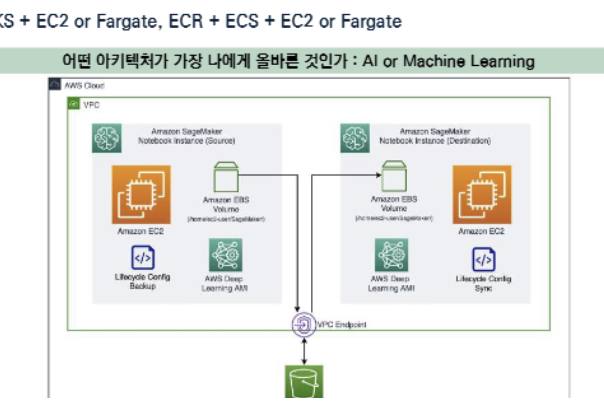 KS + EC2 or Fargate, ECR + ECS + EC2 or Fargate
어떤 아키텍처가 가장 나에게 올바른 것인가 : AI or Machine Learning
AWS Cloud
VPC
Amazon SageMaker
Notebook Instance (Source)
Amazon EC2
Amazon EBS
Volume
(/home/ec2-user/SageMaker/)
Lifecycle Config
Backup
AWS Deep
Learning AMI
Amazon SageMaker
Notebook Instance (Destination)
Amazon EBS
Volume
(/home/ec2-user/SageMaker/)
Amazon EC2
AWS Deep
Learning AMI
Lifecycle Config
Sync
VPC Endpoint